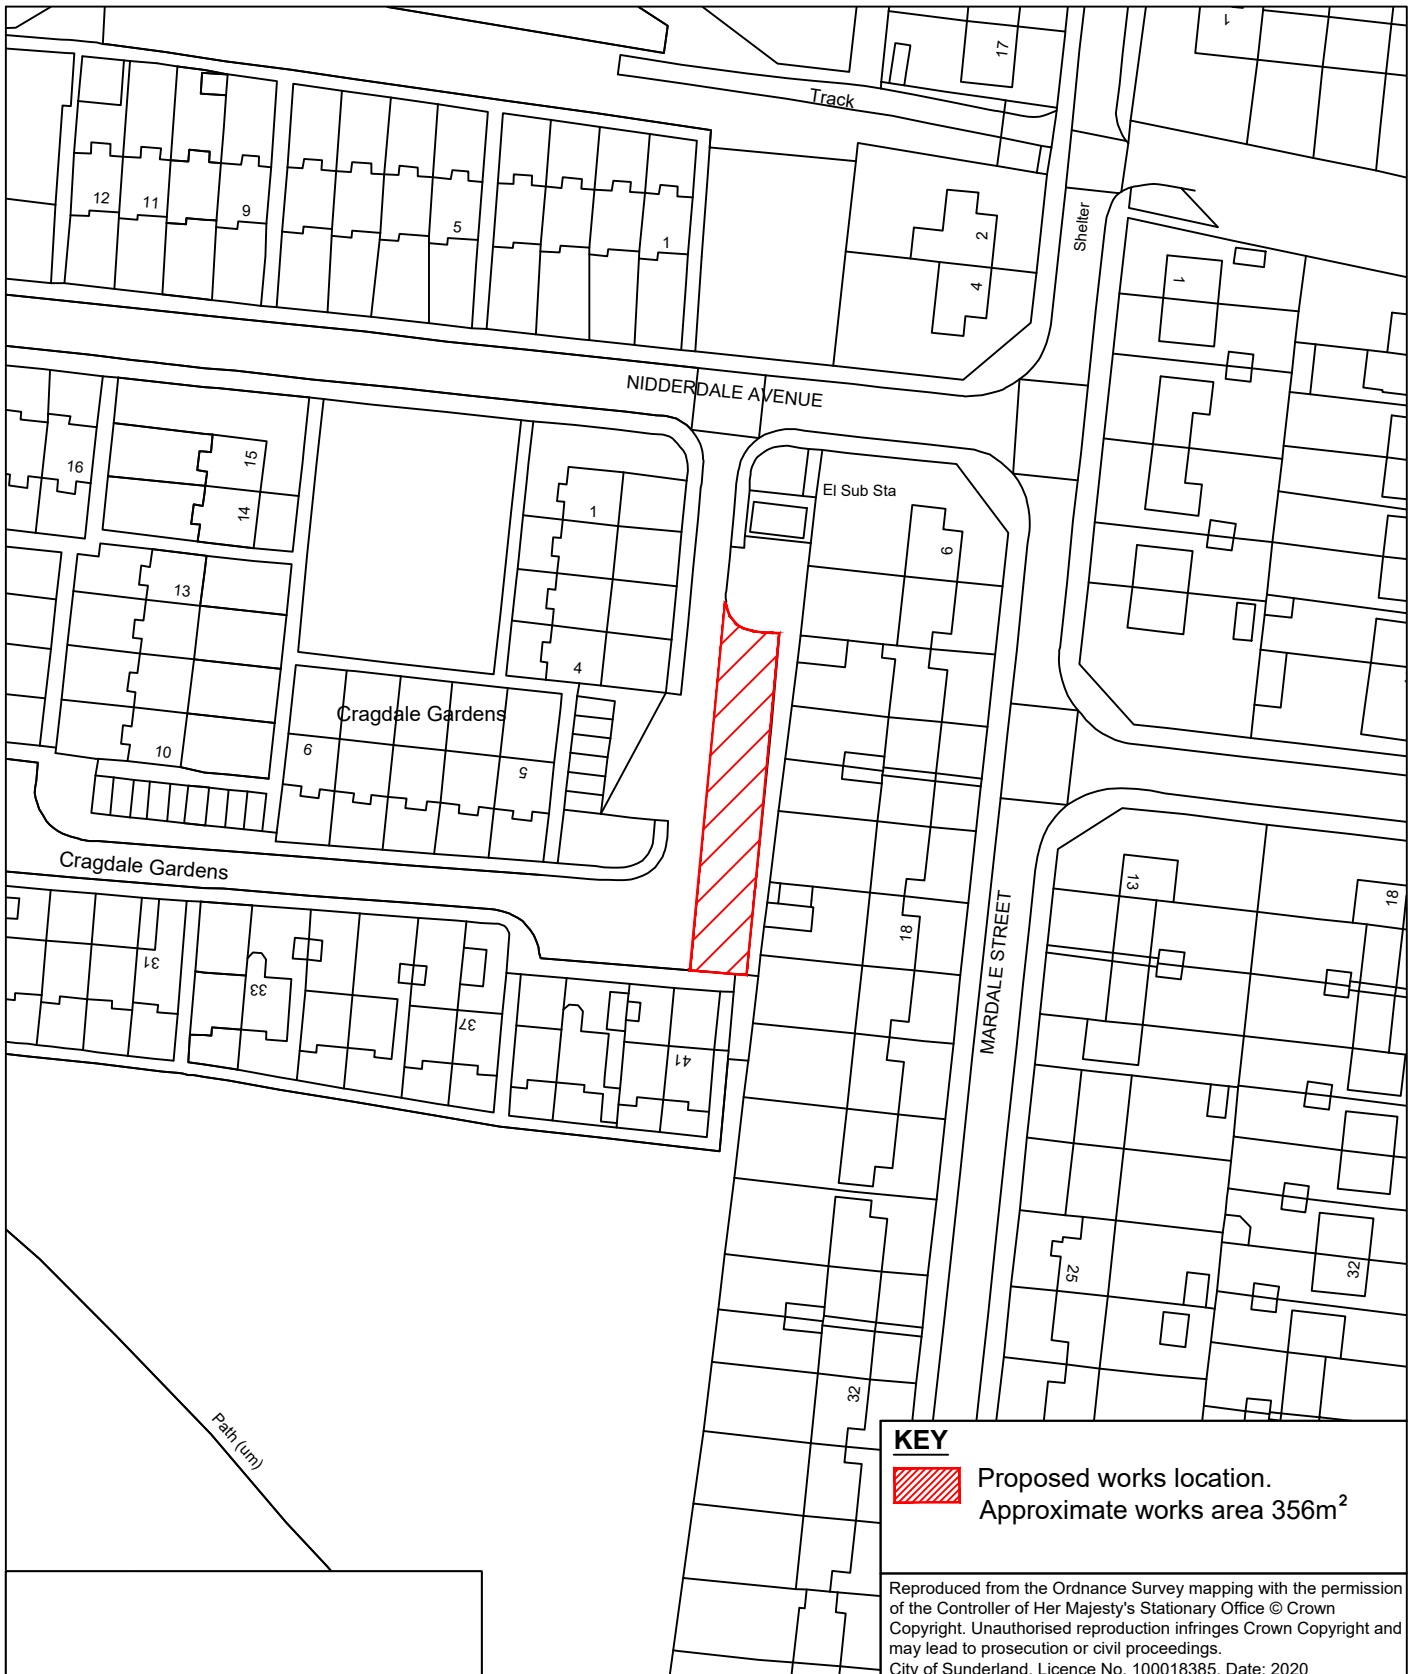 1
17
Track
12
11
9
5
1
2
4
Shelter
1
NIDDERDALE AVENUE
16
15
14
1
El Sub Sta
6
13
4
Cragdale Gardens
6
5
10
Cragdale Gardens
13
18
31
33
37
41
18
MARDALE STREET
25
32
32
Path (um)
KEY
Proposed works location.
Approximate works area 356m²
Reproduced from the Ordnance Survey mapping with the permission
of the Controller of Her Majesty's Stationary Office © Crown
Copyright. Unauthorised reproduction infringes Crown Copyright and
may lead to prosecution or civil proceedings.
City of Sunderland. Licence No. 100018385. Date: 2020